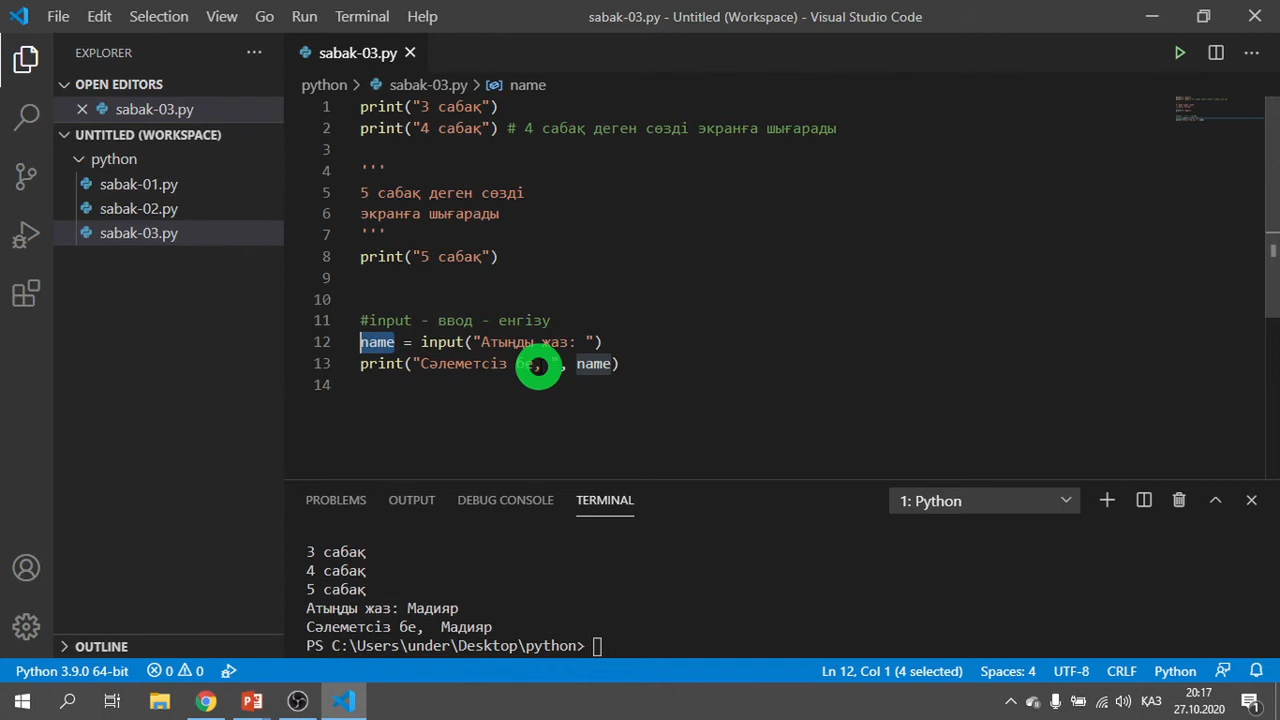 File Edit Selection View Go Run Terminal Help
sabak-03.py - Untitled (Workspace) - Visual Studio Code
EXPLORER
OPEN EDITORS
sabak-03.py
UNTITLED (WORKSPACE)
python
sabak-01.py
sabak-02.py
sabak-03.py
OUTLINE
sabak-03.py
python > sabak-03.py > name
1 print("3 сабақ")
2 print("4 сабақ") # 4 сабақ деген сөзді экранға шығарады
3
4 '''
5 5 сабақ деген сөзді
6 экранға шығарады
7 '''
8 print("5 сабақ")
9
10
11 #input - ввод - енгізу
12 name = input("Атыңды жаз: ")
13 print("Сәлеметсіз бе, ", name)
14
PROBLEMS OUTPUT DEBUG CONSOLE TERMINAL
1: Python
3 сабақ
4 сабақ
5 сабақ
Атыңды жаз: Мадияр
Сәлеметсіз бе,  Мадияр
PS C:\Users\under\Desktop\python>
Python 3.9.0 64-bit 0 0 Ln 12, Col 1 (4 selected) Spaces: 4 UTF-8 CRLF Python
ҚАЗ
20:17
27.10.2020
1